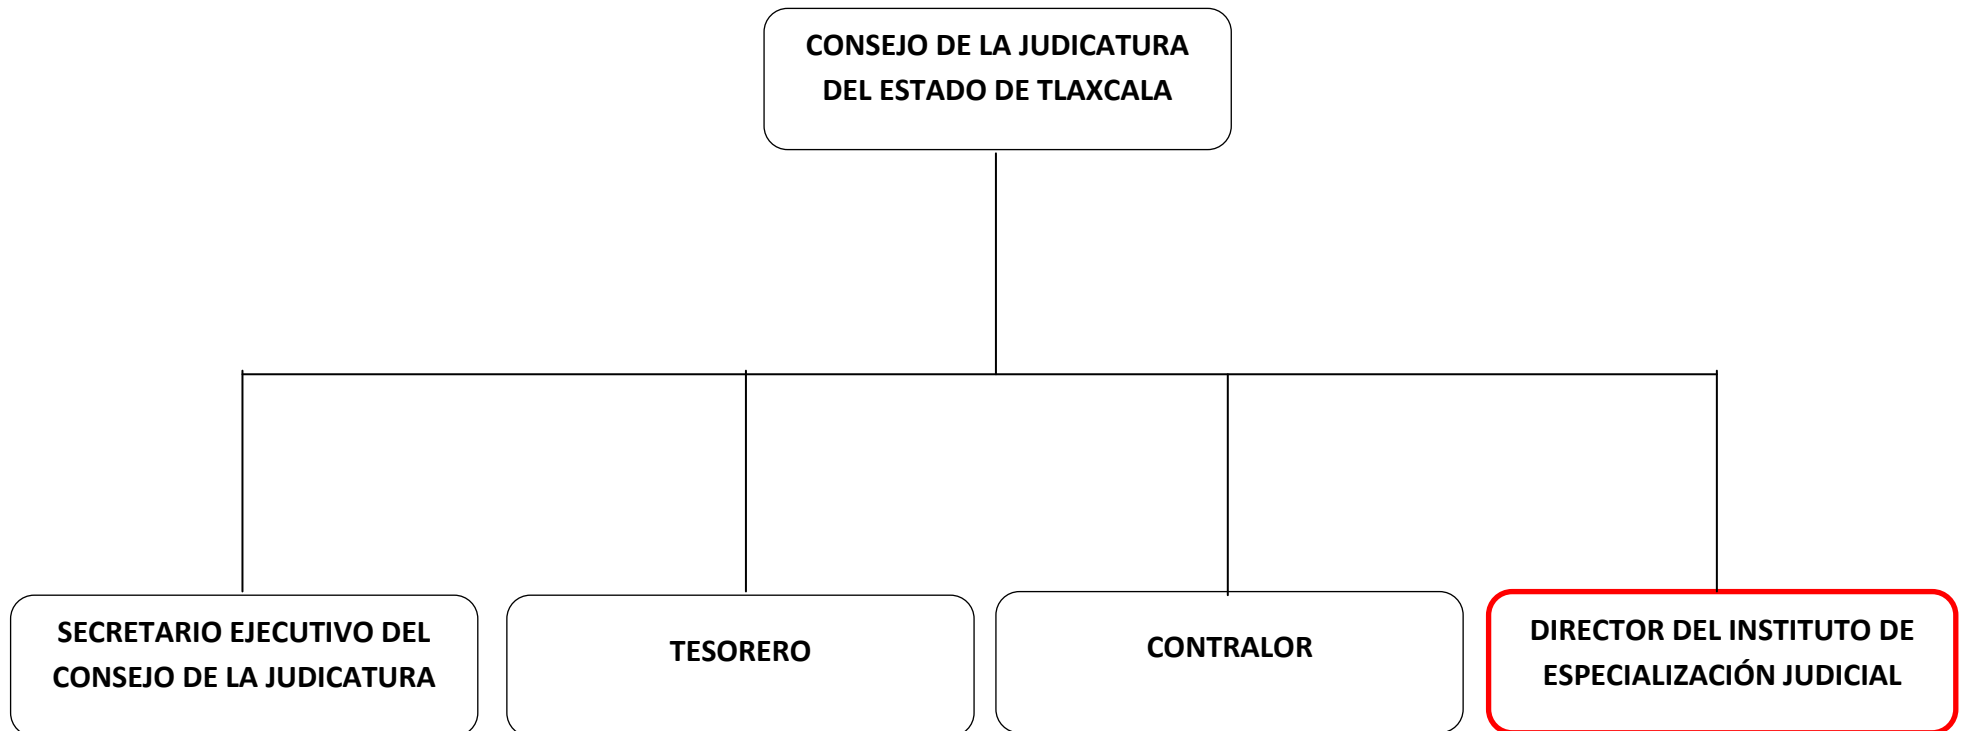 CONSEJO DE LA JUDICATURA
DEL ESTADO DE TLAXCALA
SECRETARIO EJECUTIVO DEL
CONSEJO DE LA JUDICATURA
TESORERO
CONTRALOR
DIRECTOR DEL INSTITUTO DE
ESPECIALIZACIÓN JUDICIAL